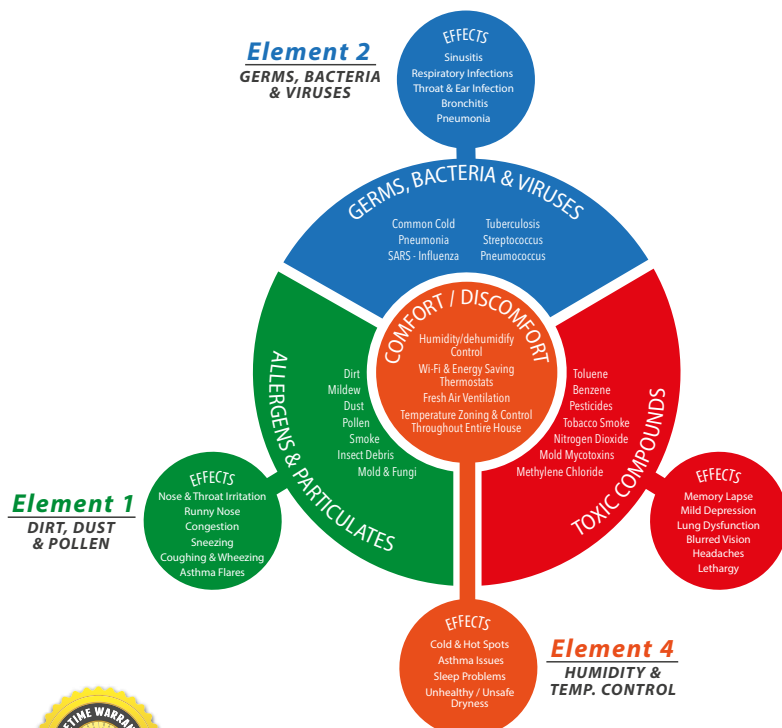 Element 2
GERMS, BACTERIA
& VIRUSES
EFFECTS
Sinusitis
Respiratory Infections
Throat & Ear Infection
Bronchitis
Pneumonia
GERMS, BACTERIA & VIRUSES
Common Cold
Pneumonia
SARS - Influenza
Tuberculosis
Streptococcus
Pneumococcus
COMFORT / DISCOMFORT
Humidity/dehumidify
Control
Wi-Fi & Energy Saving
Thermostats
Fresh Air Ventilation
Temperature Zoning & Control
Throughout Entire House
ALLERGENS & PARTICULATES
Dirt
Mildew
Dust
Pollen
Smoke
Insect Debris
Mold & Fungi
TOXIC COMPOUNDS
Toluene
Benzene
Pesticides
Tobacco Smoke
Nitrogen Dioxide
Mold Mycotoxins
Methylene Chloride
Element 1
DIRT, DUST
& POLLEN
EFFECTS
Nose & Throat Irritation
Runny Nose
Congestion
Sneezing
Coughing & Wheezing
Asthma Flares
EFFECTS
Memory Lapse
Mild Depression
Lung Dysfunction
Blurred Vision
Headaches
Lethargy
EFFECTS
Cold & Hot Spots
Asthma Issues
Sleep Problems
Unhealthy / Unsafe
Dryness
Element 4
HUMIDITY &
TEMP. CONTROL